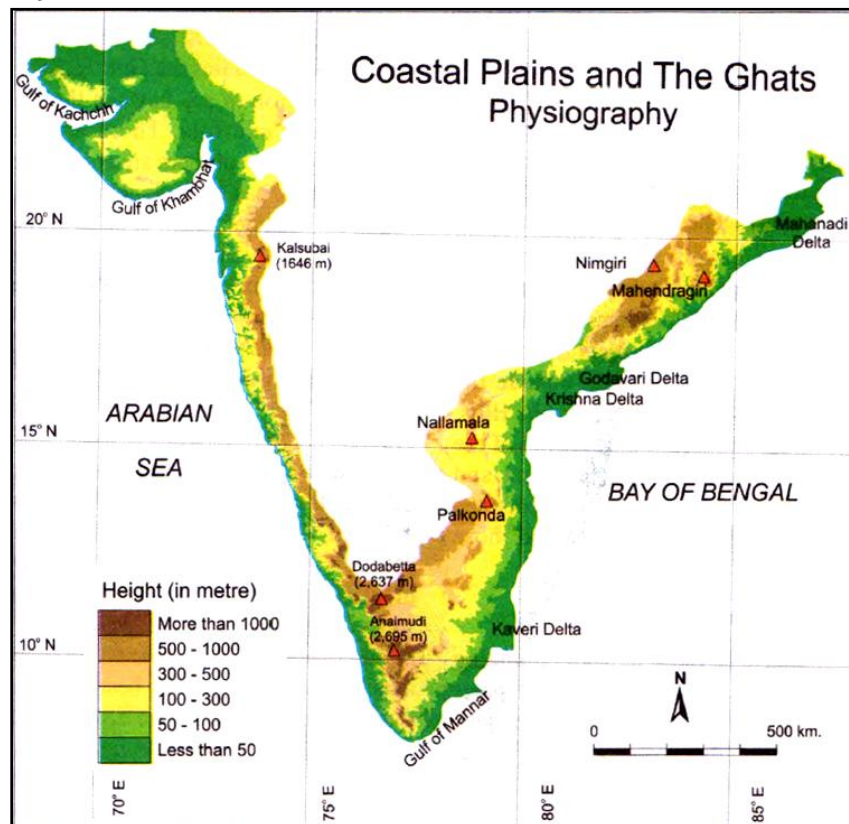 Coastal Plains and The Ghats
Physiography
Gulf of Kachchh
Gulf of Khambhat
20° N
Kalsubai
(1646 m)
Mahanadi
Delta
Nimgiri
Mahendragiri
Godavari Delta
Krishna Delta
ARABIAN
SEA
Nallamala
15° N
BAY OF BENGAL
Palkonda
Dodabetta
(2,637 m)
Anaimudi
(2,695 m)
Kaveri Delta
Height (in metre)
More than 1000
500 - 1000
300 - 500
100 - 300
50 - 100
Less than 50
10° N
Gulf of Mannar
N
0 500 km.
70° E
75° E
80° E
85° E